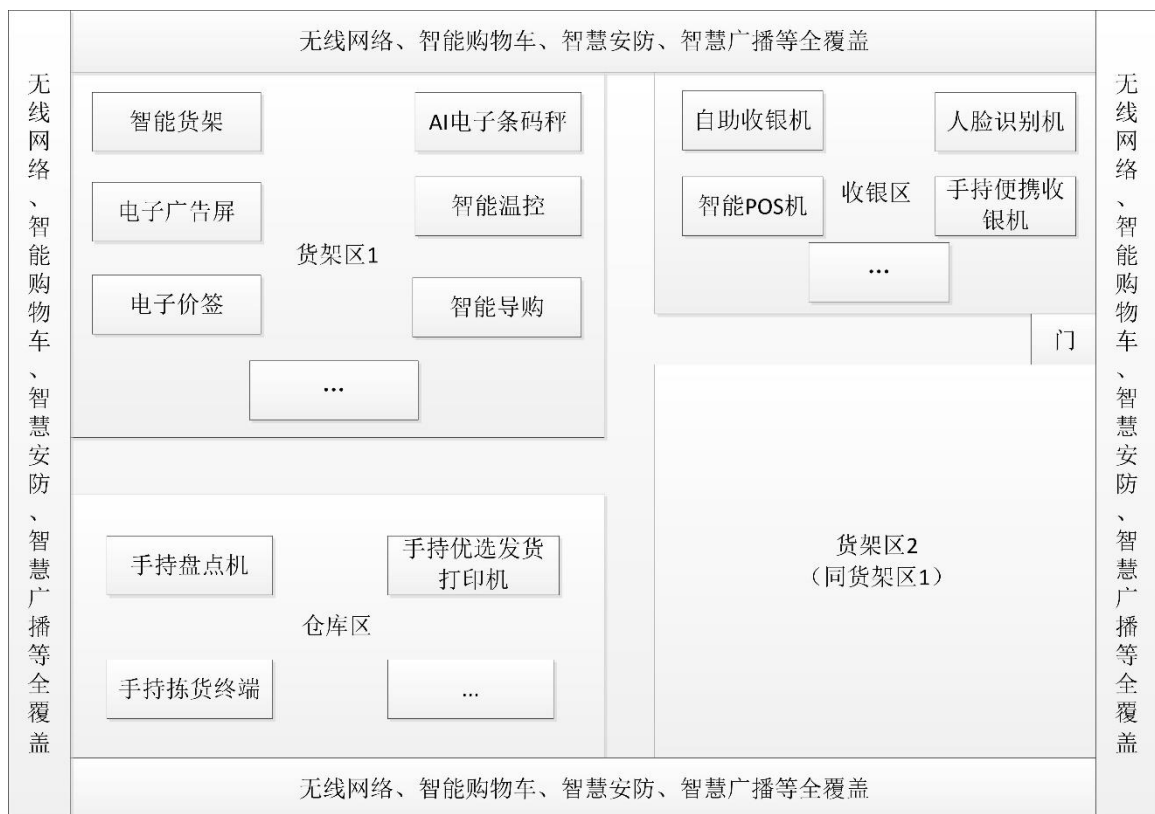 无线网络、智能购物车、智慧安防、智慧广播等全覆盖
无线网络、智能购物车、智慧安防、智慧广播等全覆盖
智能货架
AI电子条码秤
电子广告屏
智能温控
货架区1
电子价签
智能导购
...
自助收银机
人脸识别机
智能POS机
收银区
手持便携收
银机
...
门
手持盘点机
手持优选发货
打印机
仓库区
手持拣货终端
...
货架区2
（同货架区1）
无线网络、智能购物车、智慧安防、智慧广播等全覆盖
无线网络、智能购物车、智慧安防、智慧广播等全覆盖